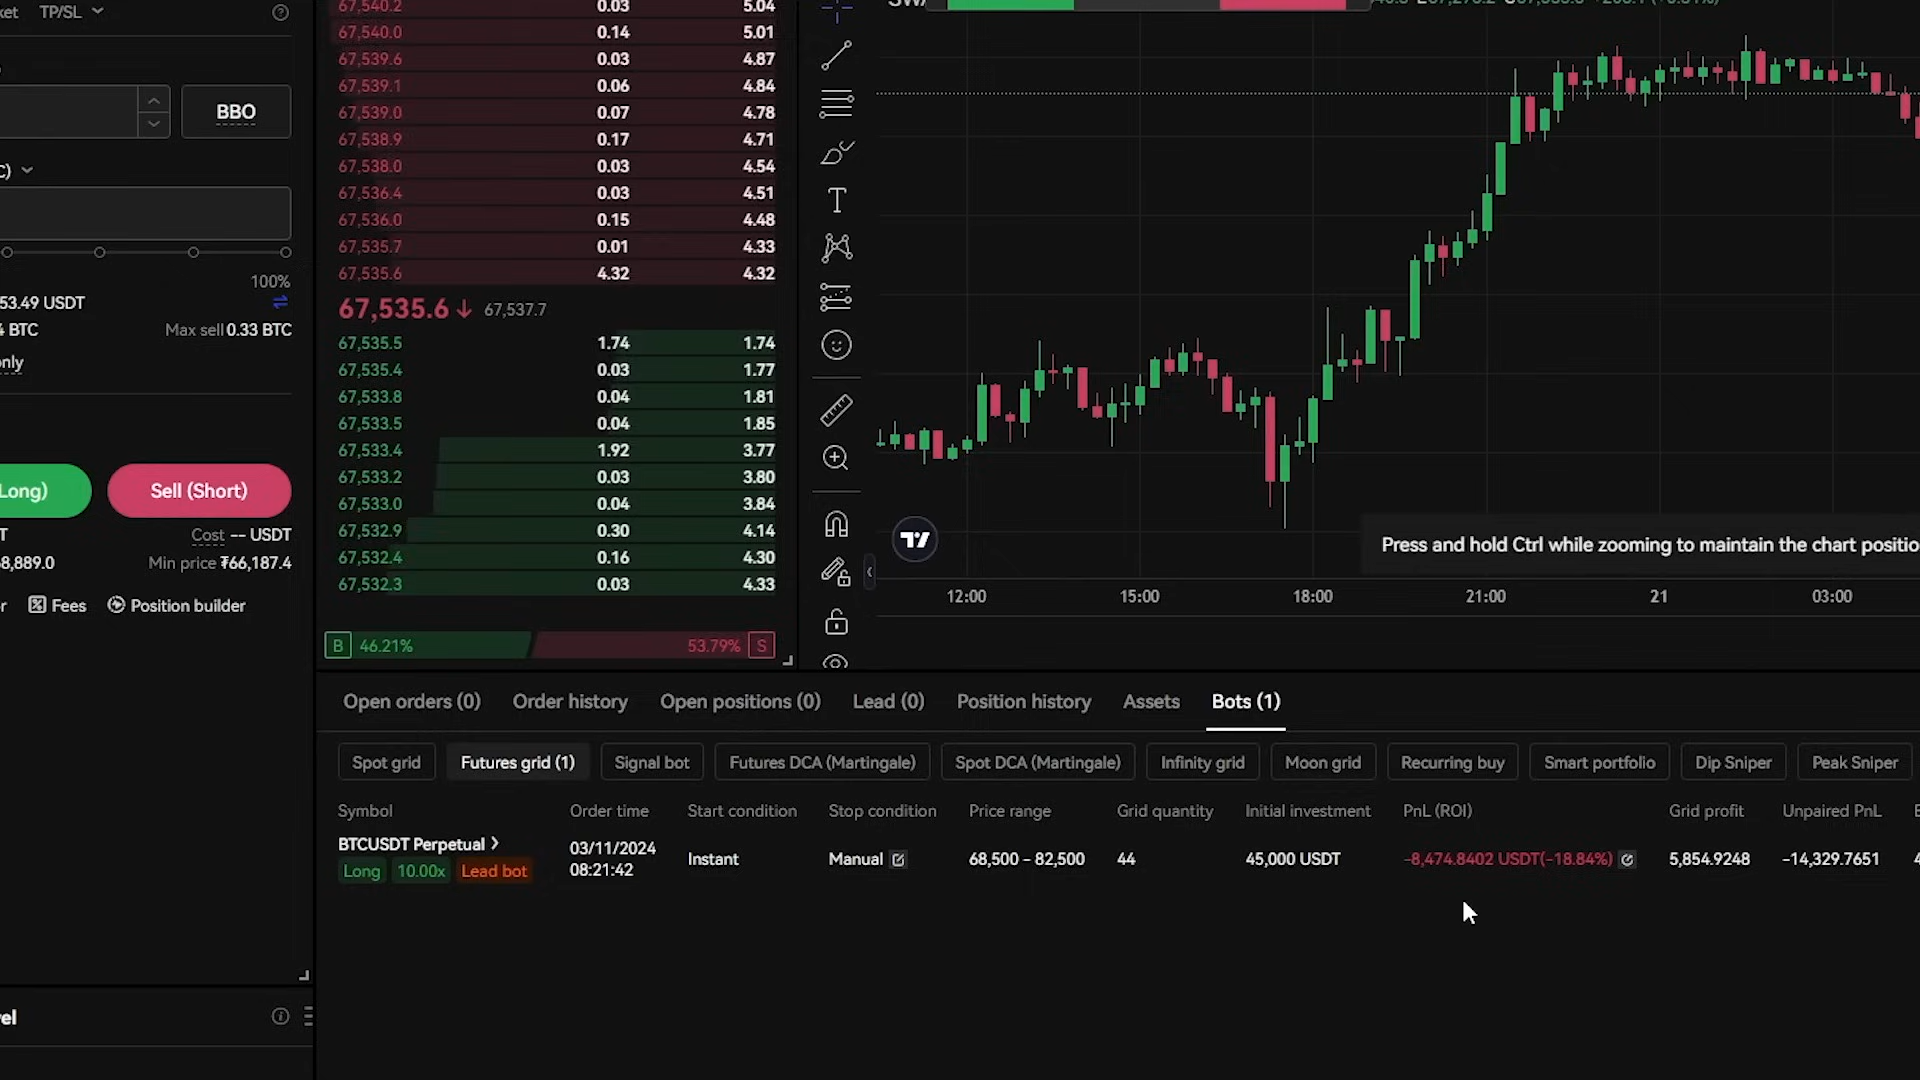 TP/SL
BBO
100%
53.49 USDT
BTC
Max sell 0.33 BTC
only
Long)
Sell (Short)
Cost -- USDT
8,889.0
Min price ₮66,187.4
Fees
Position builder
67,540.2 0.03 5.04
67,540.0 0.14 5.01
67,539.6 0.03 4.87
67,539.1 0.06 4.84
67,539.0 0.07 4.78
67,538.9 0.17 4.71
67,538.0 0.03 4.54
67,536.4 0.03 4.51
67,536.0 0.15 4.48
67,535.7 0.01 4.33
67,535.6 4.32 4.32
67,535.6↓ 67,537.7
67,535.5 1.74 1.74
67,535.4 0.03 1.77
67,533.8 0.04 1.81
67,533.5 0.04 1.85
67,533.4 1.92 3.77
67,533.2 0.03 3.80
67,533.0 0.04 3.84
67,532.9 0.30 4.14
67,532.4 0.16 4.30
67,532.3 0.03 4.33
B 46.21% 53.79% S
Press and hold Ctrl while zooming to maintain the chart positio
12:00 15:00 18:00 21:00 21 03:00
Open orders (0) Order history Open positions (0) Lead (0) Position history Assets Bots (1)
Spot grid Futures grid (1) Signal bot Futures DCA (Martingale) Spot DCA (Martingale) Infinity grid Moon grid Recurring buy Smart portfolio Dip Sniper Peak Sniper
Symbol Order time Start condition Stop condition Price range Grid quantity Initial investment PnL (ROI) Grid profit Unpaired PnL
BTCUSDT Perpetual
Long 10.00x Lead bot
03/11/2024
08:21:42
Instant Manual 68,500 - 82,500 44 45,000 USDT -8,474.8402 USDT(-18.84%) 5,854.9248 -14,329.7651